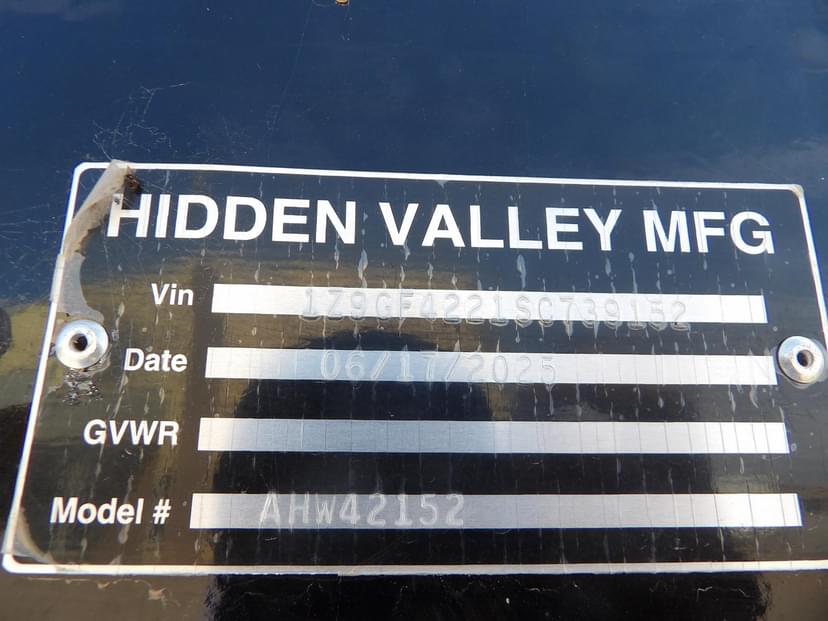 HIDDEN VALLEY MFG
Vin 1Z9GF4221SC739152
Date 06/17/2025
GVWR
Model # AHW42152